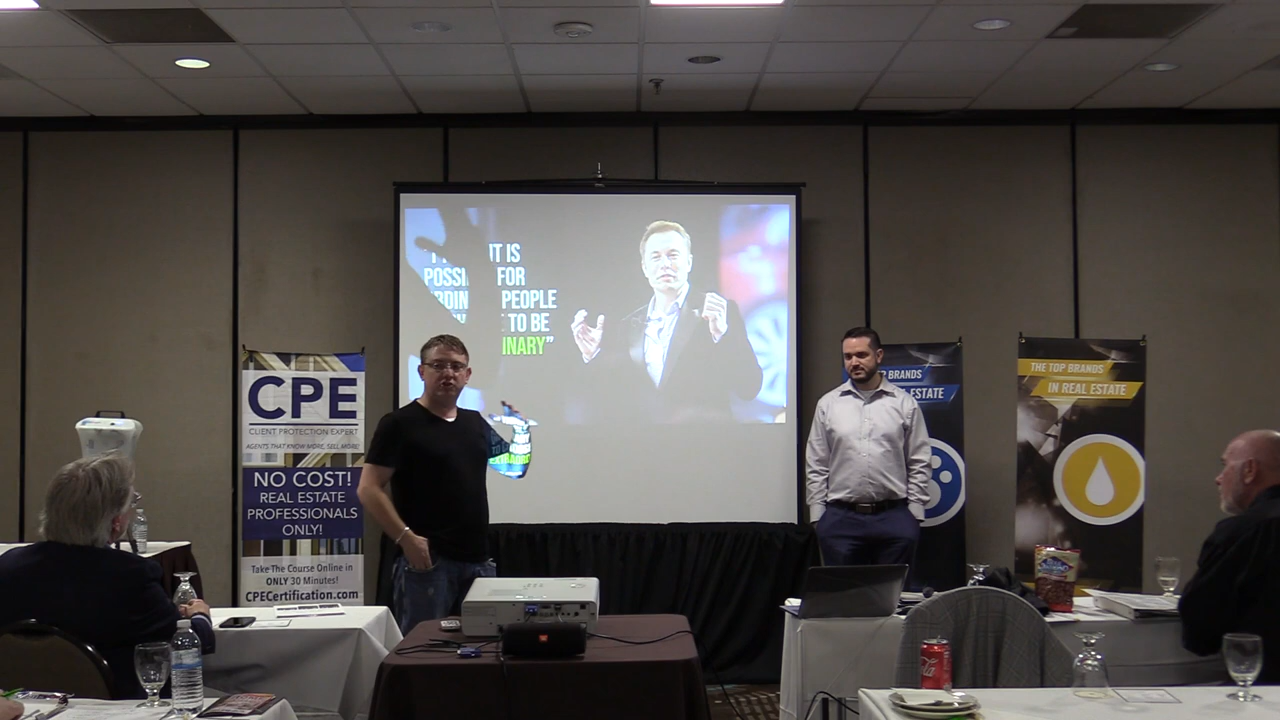 IT IS
FOR
PEOPLE
TO BE
INARY”
CPE
CLIENT PROTECTION EXPERT
AGENTS THAT KNOW MORE, SELL MORE!
NO COST!
REAL ESTATE
PROFESSIONALS
ONLY!
Take The Course Online in
ONLY 30 Minutes!
CPECertification.com
TOP BRANDS
ESTATE
THE TOP BRANDS
IN REAL ESTATE